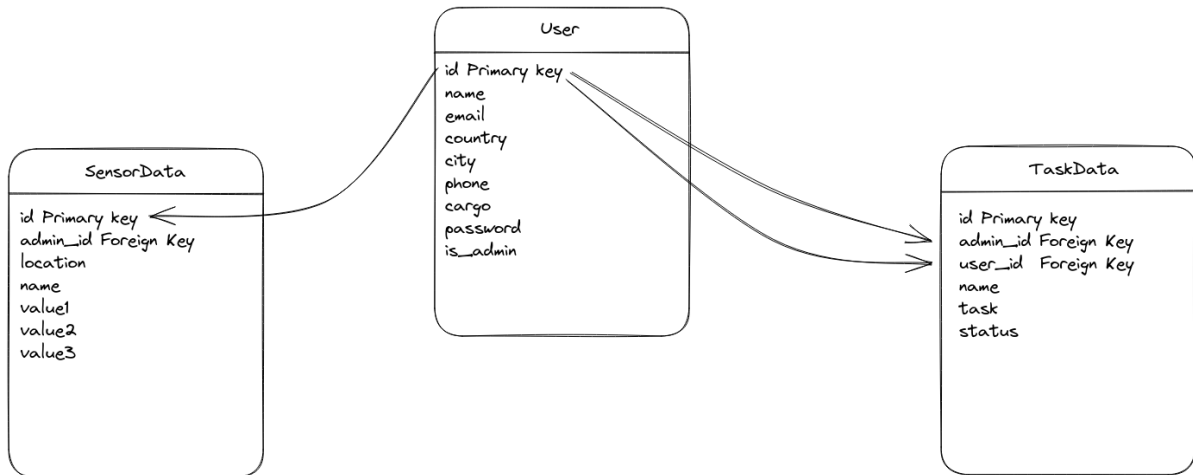 User
id Primary key
name
email
country
city
phone
cargo
password
is_admin
SensorData
id Primary key
admin_id Foreign Key
location
name
value1
value2
value3
TaskData
id Primary key
admin_id Foreign Key
user_id Foreign Key
name
task
status